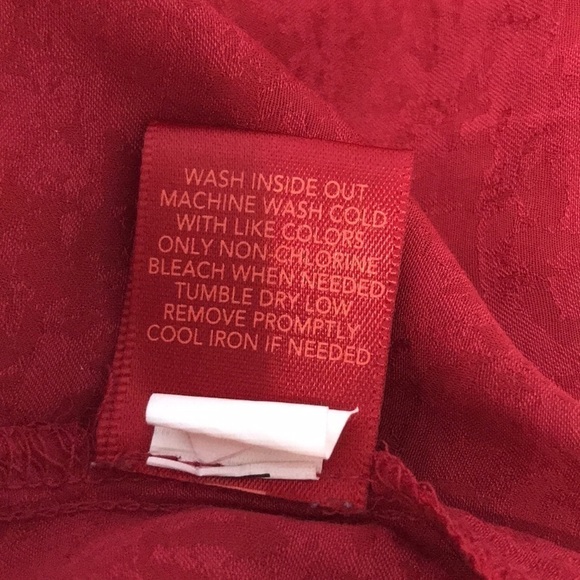 WASH INSIDE OUT
MACHINE WASH COLD
WITH LIKE COLORS
ONLY NON-CHLORINE
BLEACH WHEN NEEDED
TUMBLE DRY LOW
REMOVE PROMPTLY
COOL IRON IF NEEDED